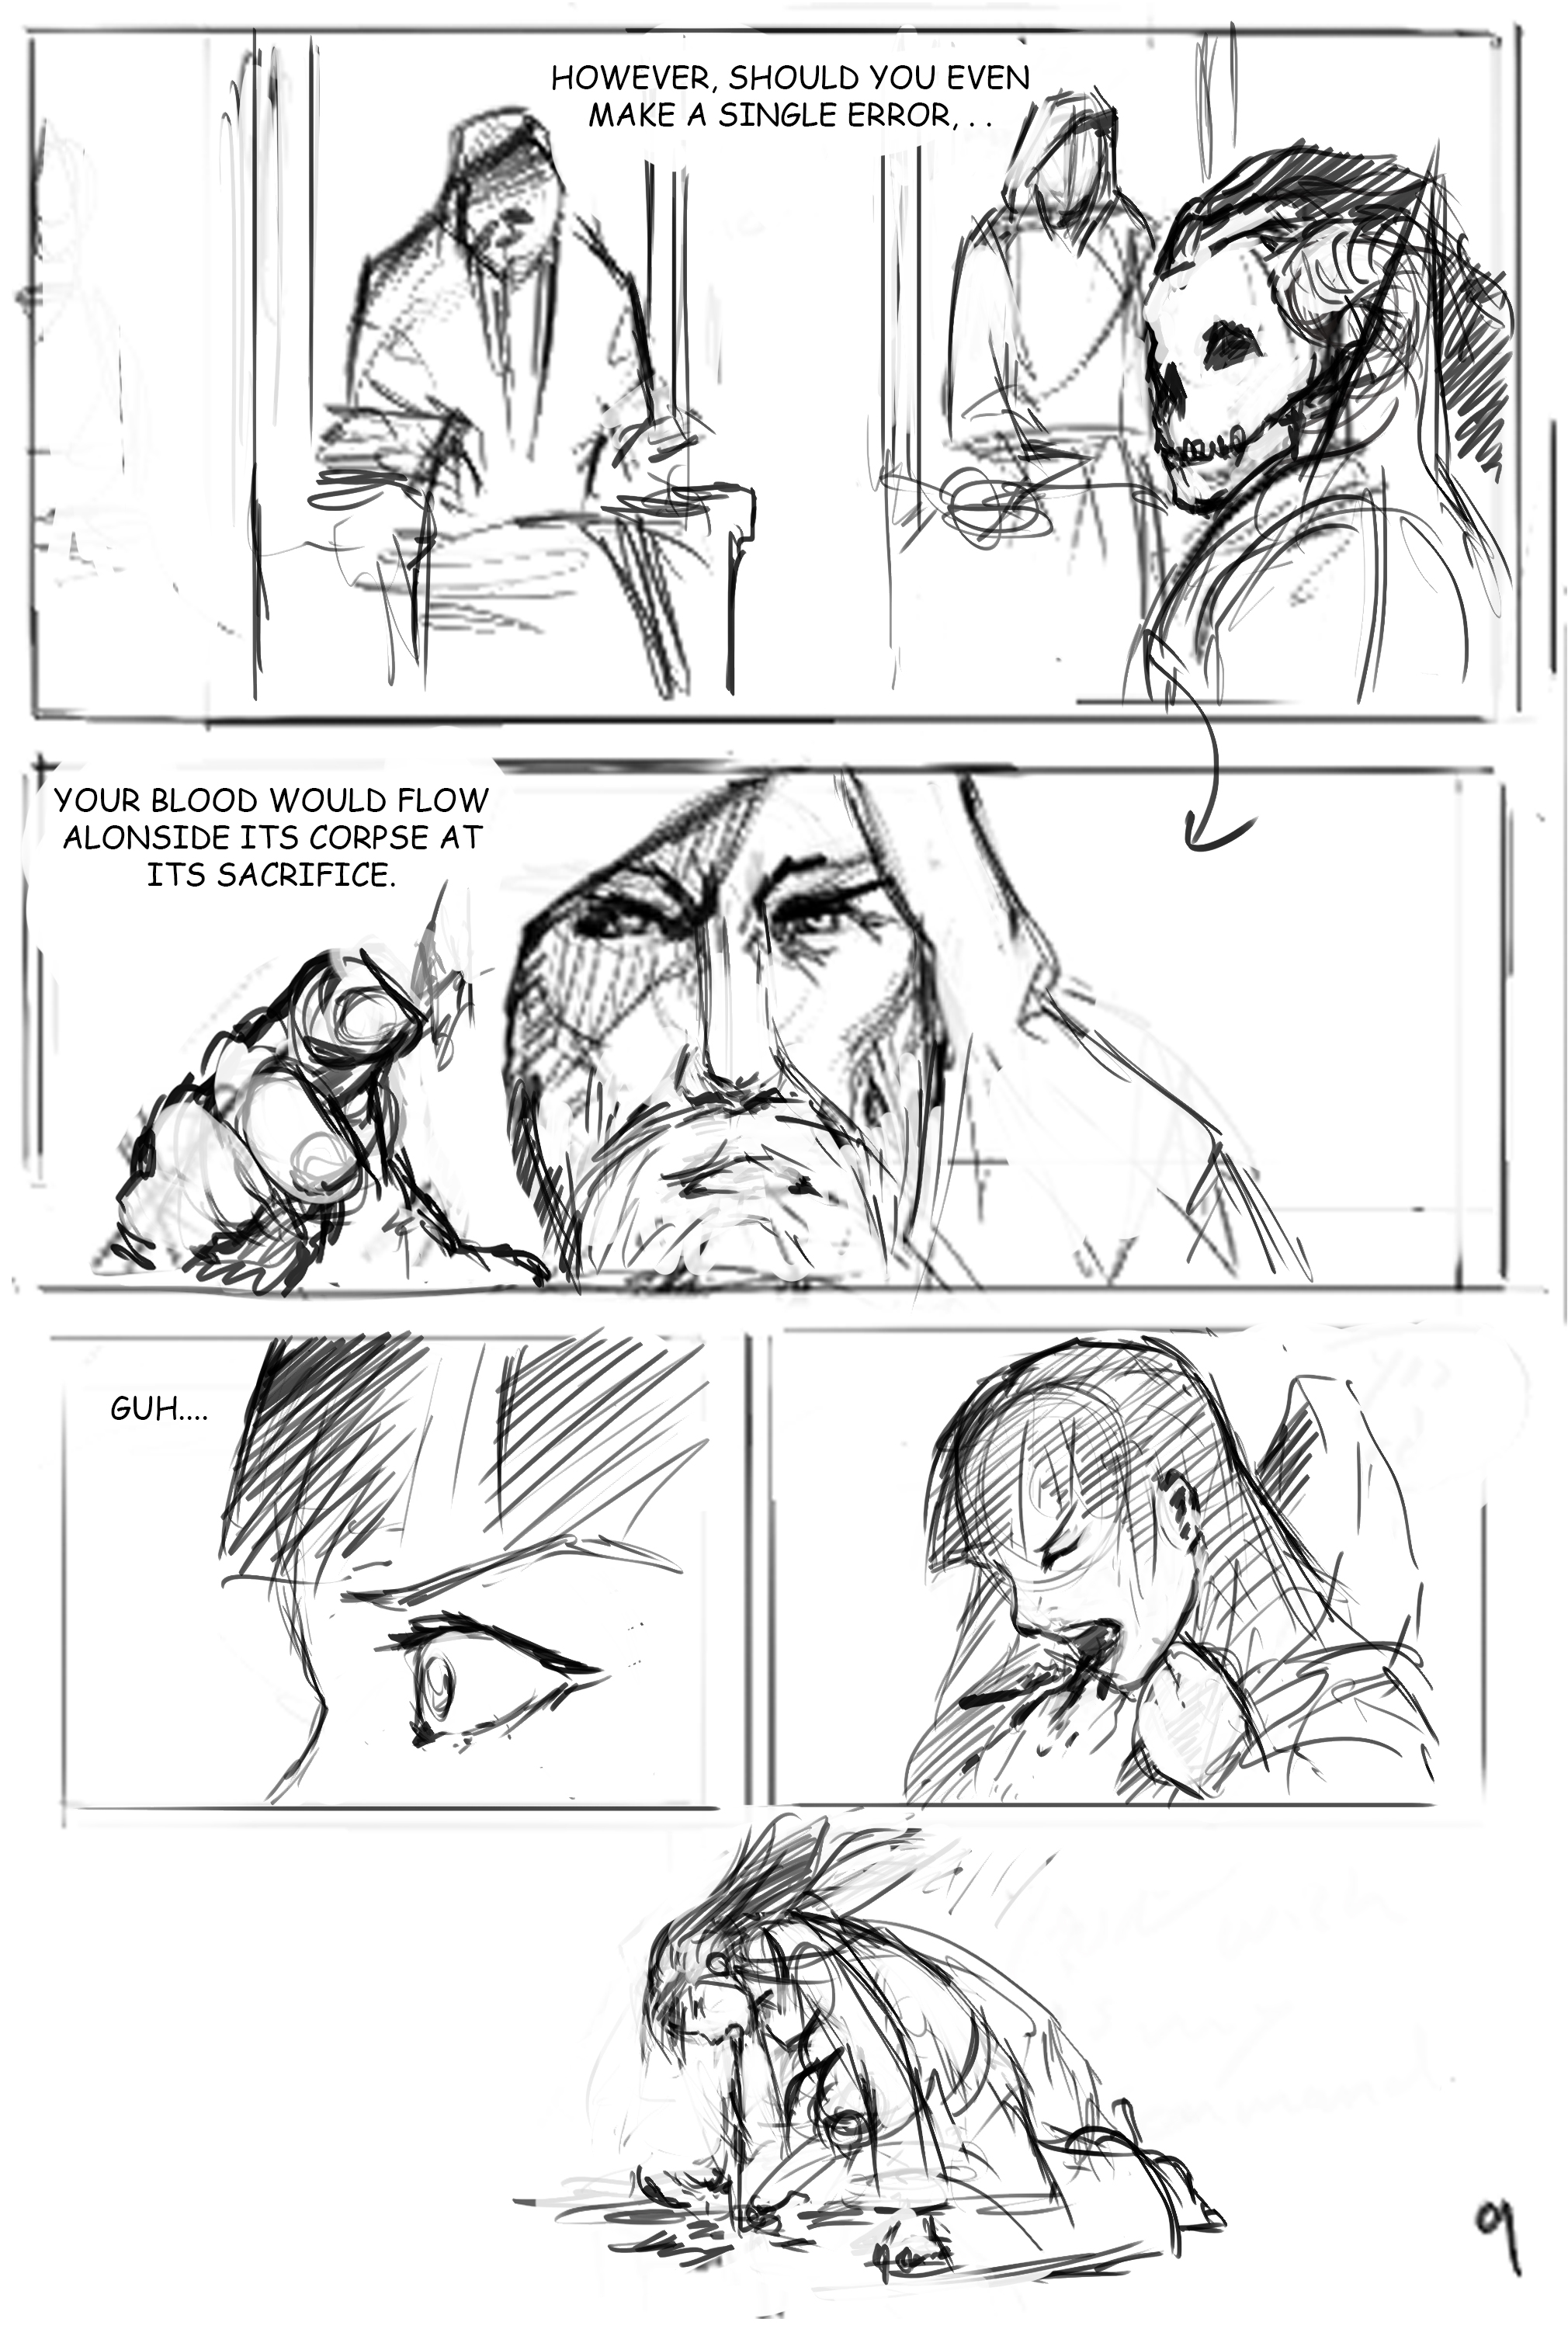 HOWEVER, SHOULD YOU EVEN
MAKE A SINGLE ERROR, . .
YOUR BLOOD WOULD FLOW
ALONSIDE ITS CORPSE AT
ITS SACRIFICE.
GUH....
9